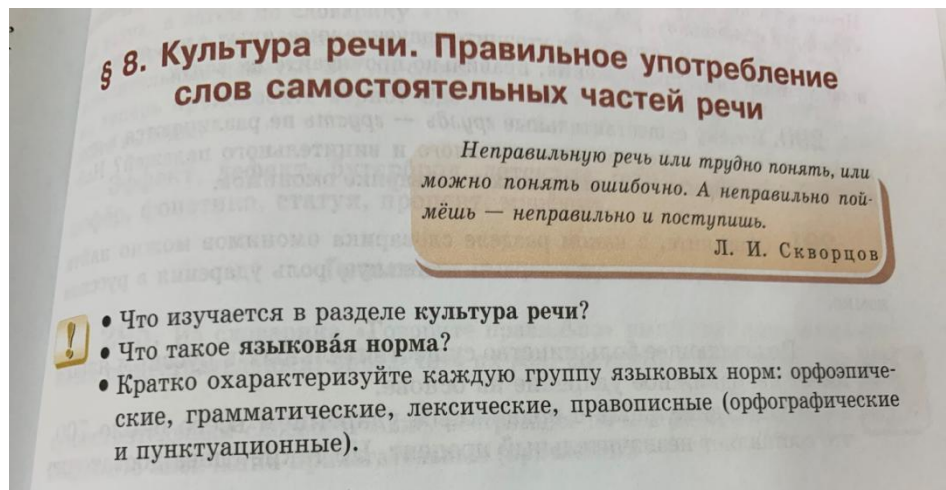 § 8. Культура речи. Правильное употребление
слов самостоятельных частей речи
Неправильную речь или трудно понять, или
можно понять ошибочно. А неправильно пой-
мёшь — неправильно и поступишь.
Л. И. Скворцов
! • Что изучается в разделе культура речи?
• Что такое языкова́я норма?
• Кратко охарактеризуйте каждую группу языковых норм: орфоэпиче-
ские, грамматические, лексические, правописные (орфографические
и пунктуационные).